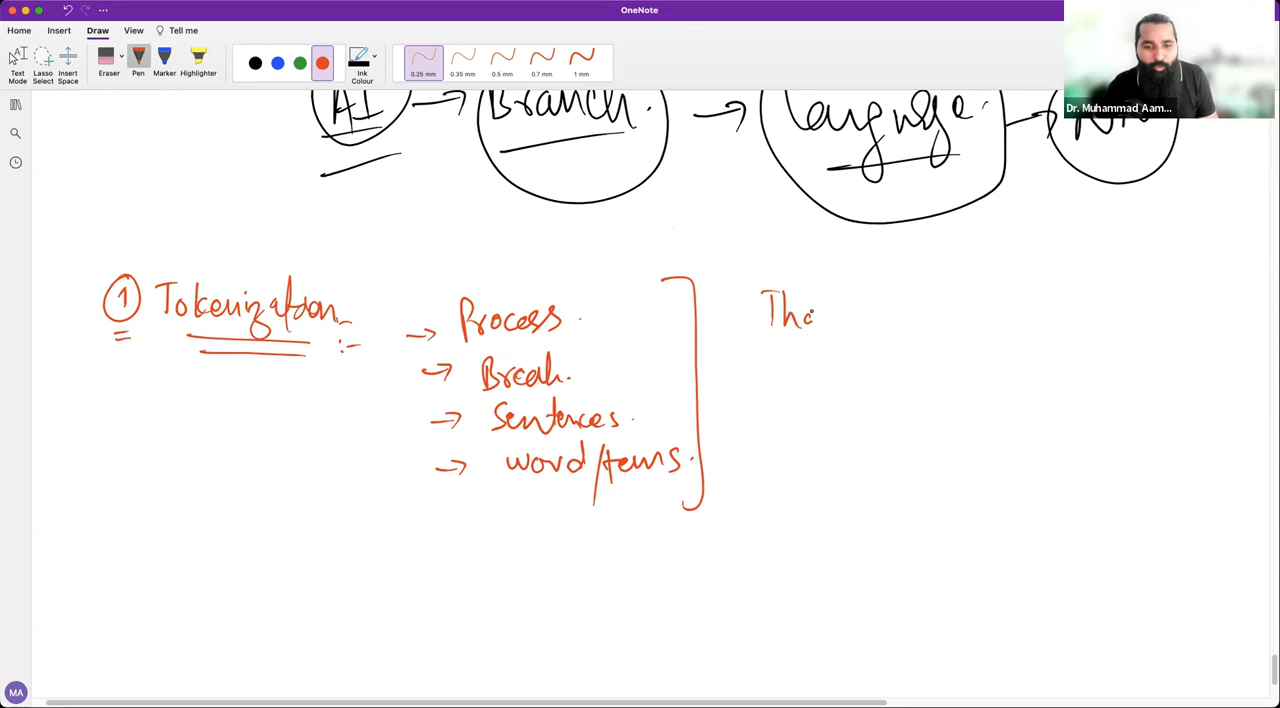 OneNote
Home Insert Draw View Tell me
Text Mode
Lasso Select
Insert Space
Eraser
Pen
Marker
Highlighter
Ink Colour
0.25 mm
0.35 mm
0.5 mm
0.7 mm
1 mm
Dr. Muhammad Aam...
AI → Branch. → language. →
① Tokenization :-
→ Process.
→ Break.
→ Sentences.
→ word/tems.
Tha
MA